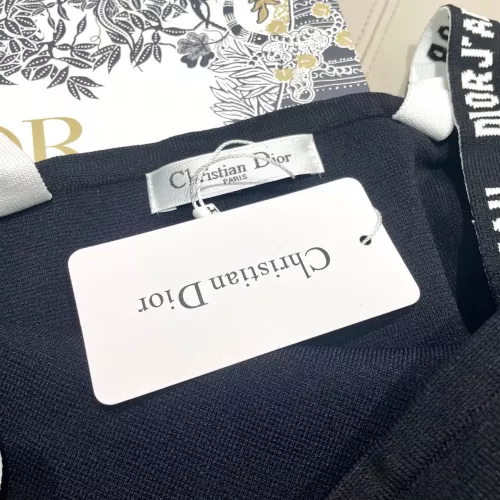 DIOR
Christian Dior
PARIS
Christian Dior
DIOR J'A